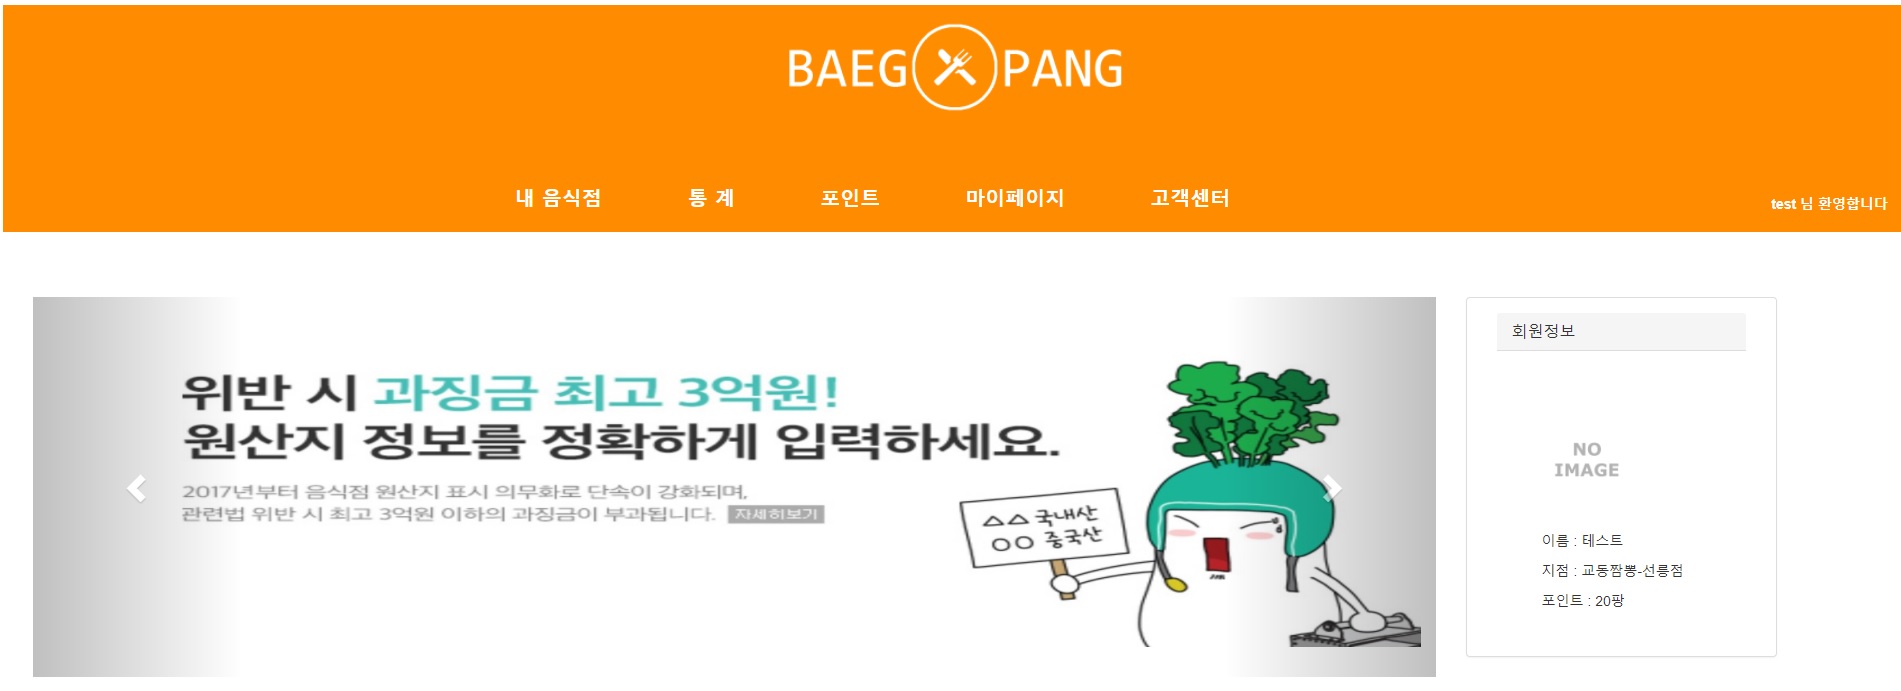 BAEG PANG
내 음식점 통 계 포인트 마이페이지 고객센터
test 님 환영합니다
위반 시 과징금 최고 3억원!
원산지 정보를 정확하게 입력하세요.
2017년부터 음식점 원산지 표시 의무화로 단속이 강화되며,
관련법 위반 시 최고 3억원 이하의 과징금이 부과됩니다. 자세히보기
△△ 국내산
○○ 중국산
회원정보
NO
IMAGE
이름 : 테스트
지점 : 교동짬뽕-선릉점
포인트 : 20팡